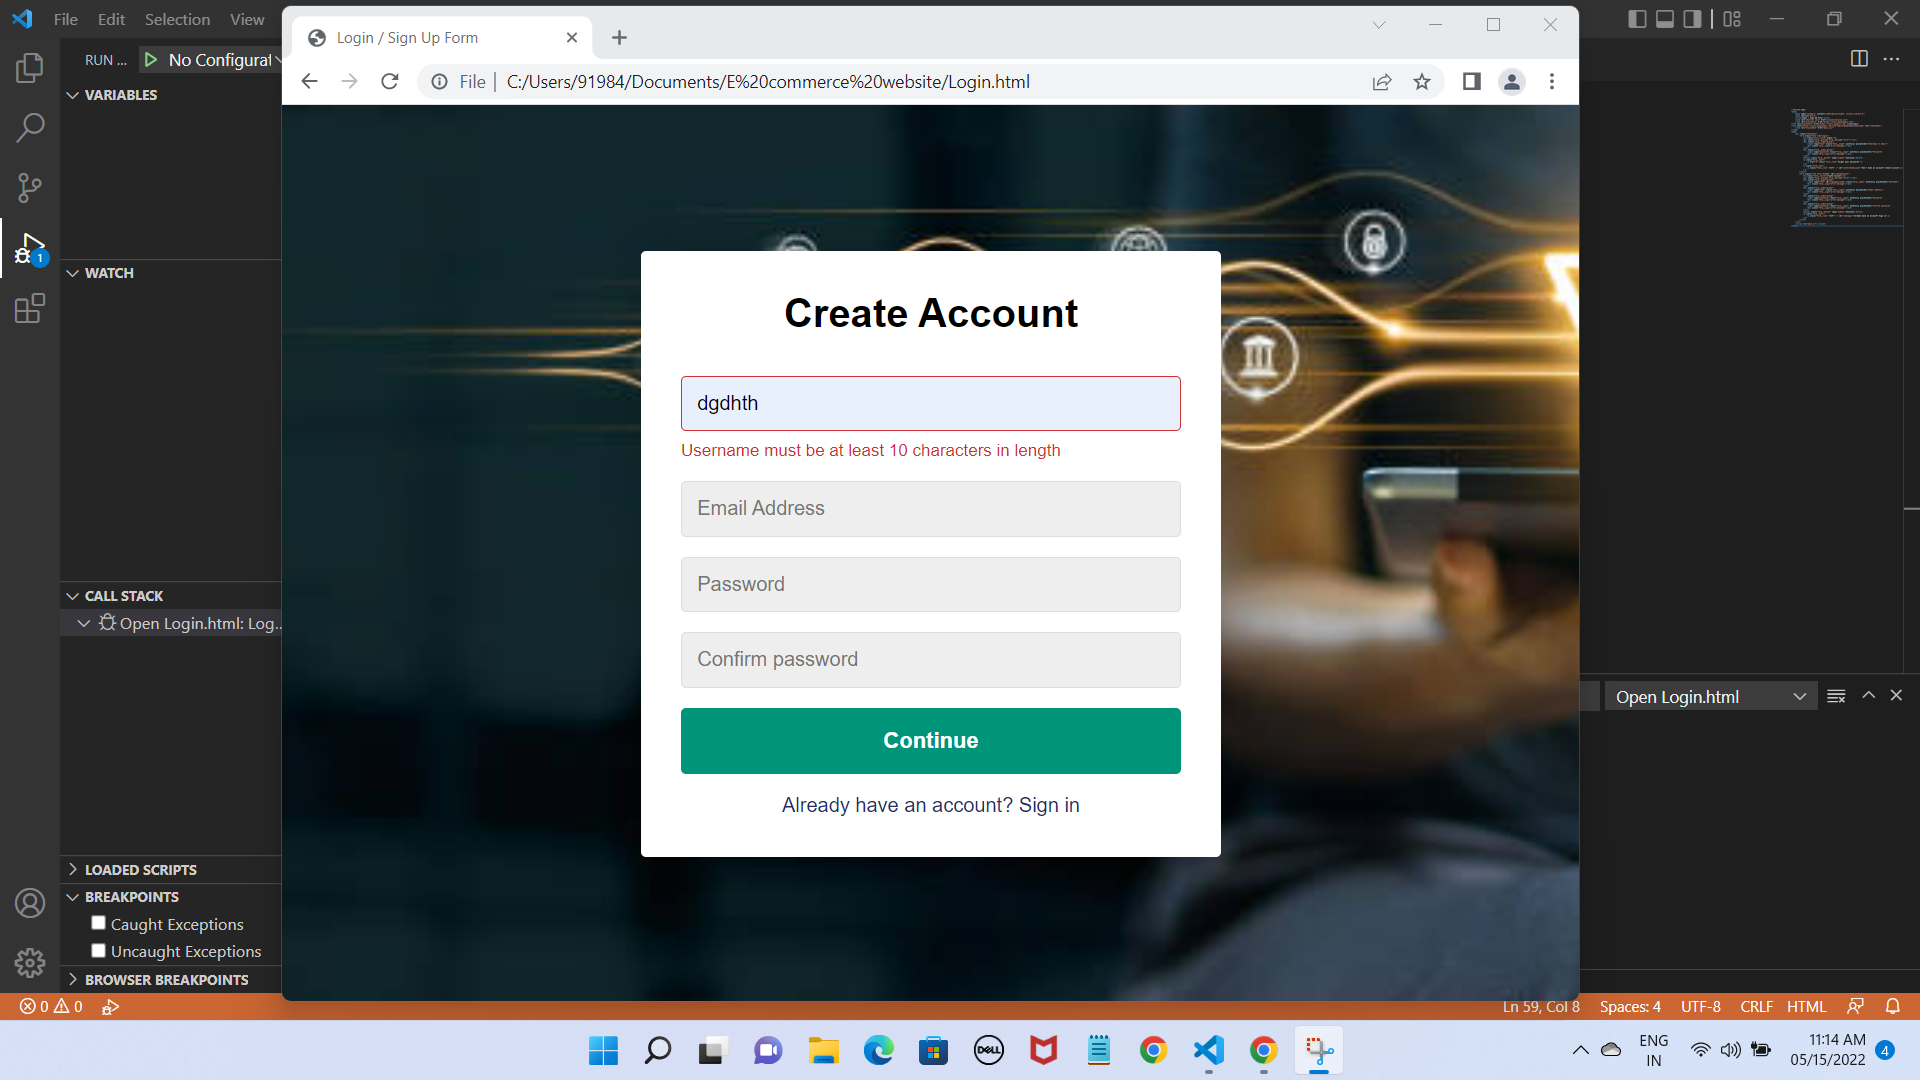 File Edit Selection View
Login / Sign Up Form
RUN ... No Configurat
File | C:/Users/91984/Documents/E%20commerce%20website/Login.html
VARIABLES
WATCH
Create Account
dgdhth
Username must be at least 10 characters in length
Email Address
Password
Confirm password
Continue
Already have an account? Sign in
CALL STACK
Open Login.html: Log...
Open Login.html
LOADED SCRIPTS
BREAKPOINTS
Caught Exceptions
Uncaught Exceptions
BROWSER BREAKPOINTS
1
0 0
Ln 59, Col 8 Spaces: 4 UTF-8 CRLF HTML
DELL
ENG
IN
11:14 AM
05/15/2022
4